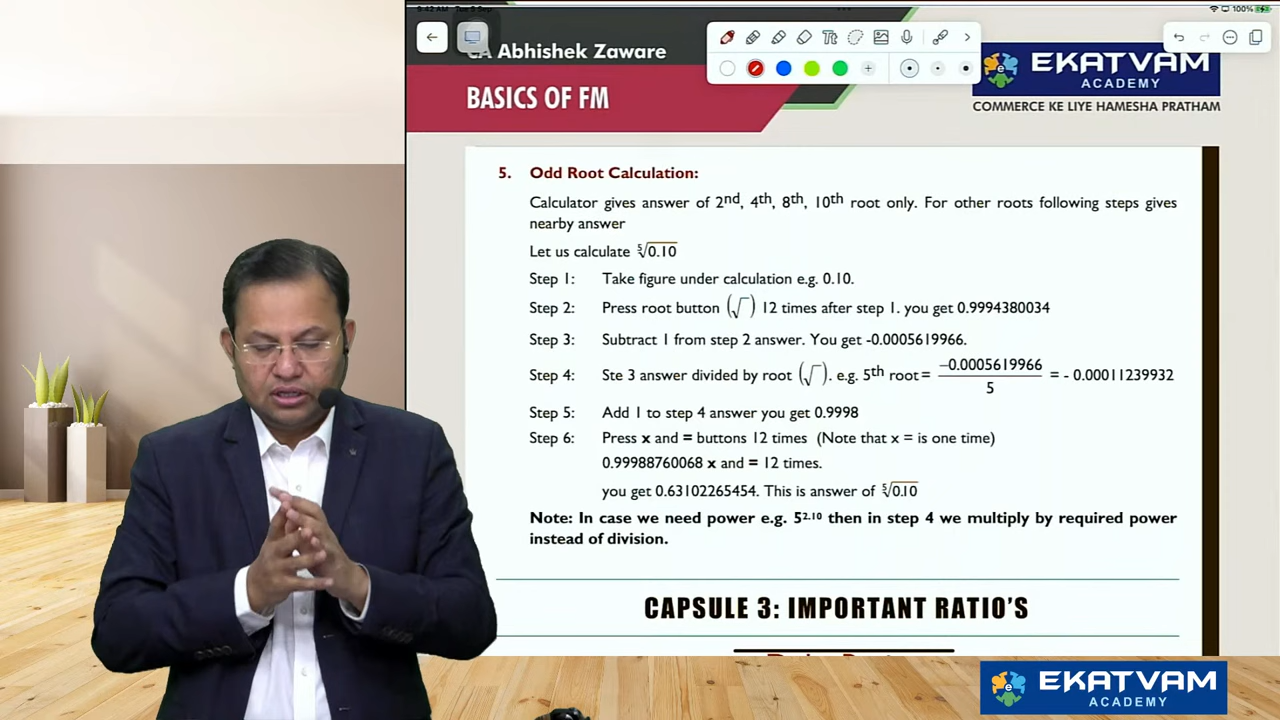 100%
CA Abhishek Zaware
BASICS OF FM
EKATVAM
ACADEMY
COMMERCE KE LIYE HAMESHA PRATHAM
5. Odd Root Calculation:
Calculator gives answer of 2nd, 4th, 8th, 10th root only. For other roots following steps gives
nearby answer
Let us calculate ⁵√0.10
Step 1: Take figure under calculation e.g. 0.10.
Step 2: Press root button (√‾) 12 times after step 1. you get 0.9994380034
Step 3: Subtract 1 from step 2 answer. You get -0.0005619966.
Step 4: Ste 3 answer divided by root (√‾). e.g. 5th root = −0.0005619966 / 5 = - 0.00011239932
Step 5: Add 1 to step 4 answer you get 0.9998
Step 6: Press x and = buttons 12 times (Note that x = is one time)
0.99988760068 x and = 12 times.
you get 0.63102265454. This is answer of ⁵√0.10
Note: In case we need power e.g. 5²·¹⁰ then in step 4 we multiply by required power
instead of division.
CAPSULE 3: IMPORTANT RATIO'S
EKATVAM
ACADEMY